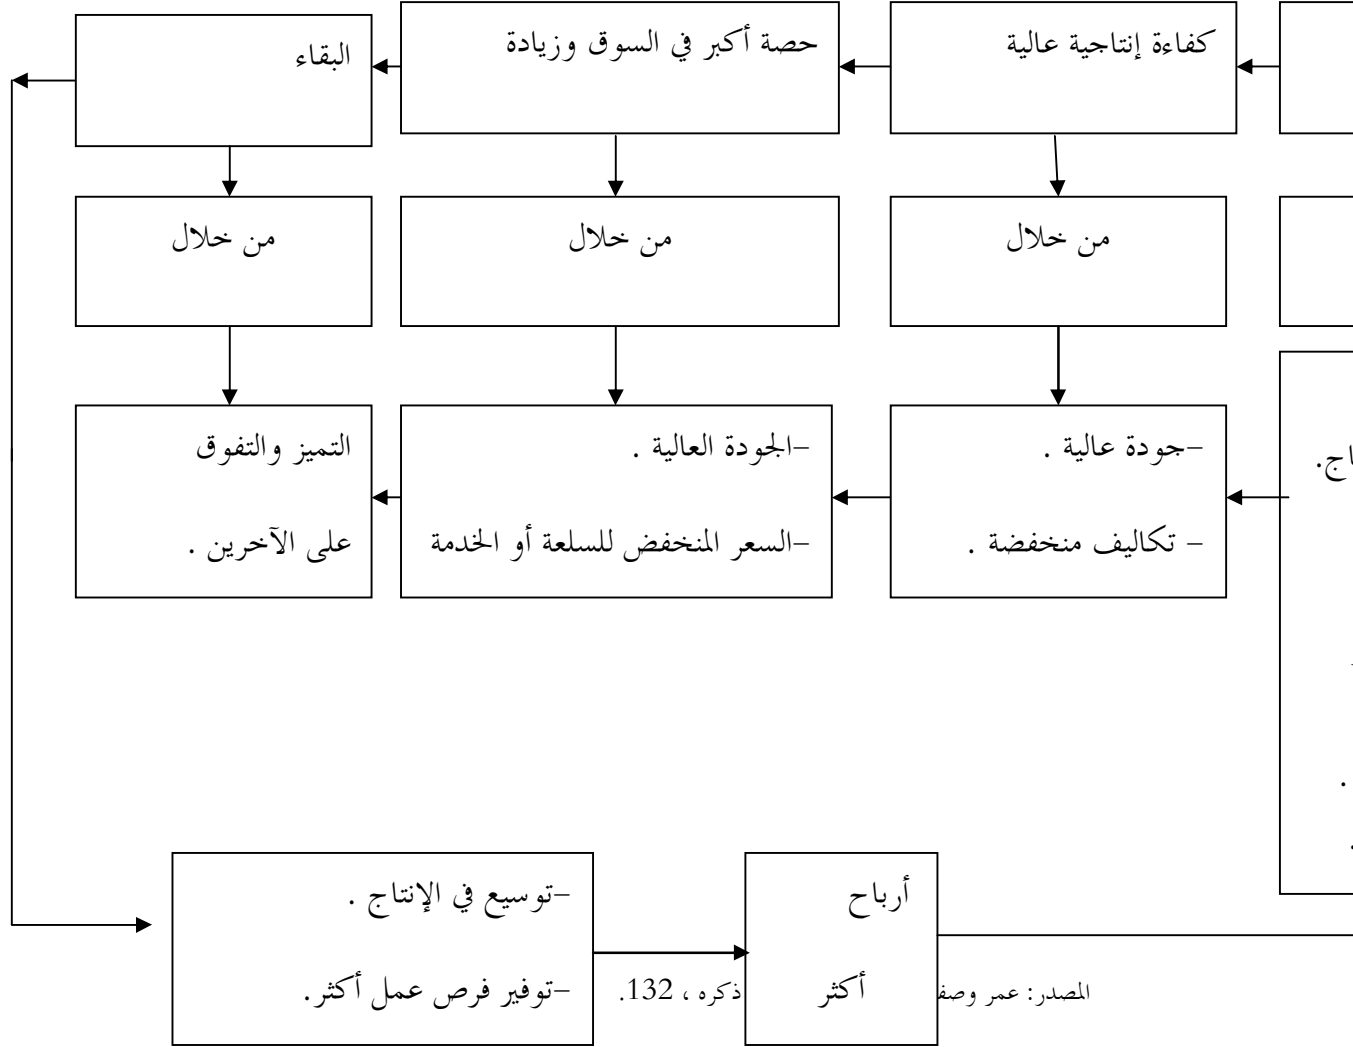 كفاءة إنتاجية عالية
حصة أكبر في السوق وزيادة
البقاء
من خلال
من خلال
من خلال
–جودة عالية .
– تكاليف منخفضة .
–الجودة العالية .
–السعر المنخفض للسلعة أو الخدمة
التميز والتفوق
على الآخرين .
–توسيع في الإنتاج .
–توفير فرص عمل أكثر.
أرباح
أكثر
المصدر: عمر ذكره ، 132.